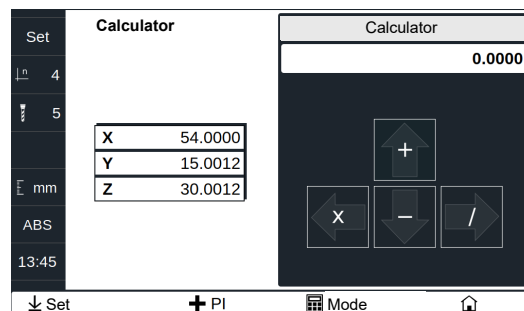 Set
n 4
5
mm
ABS
13:45
Calculator
X 54.0000
Y 15.0012
Z 30.0012
Calculator
0.0000
+
X - /
Set + PI Mode